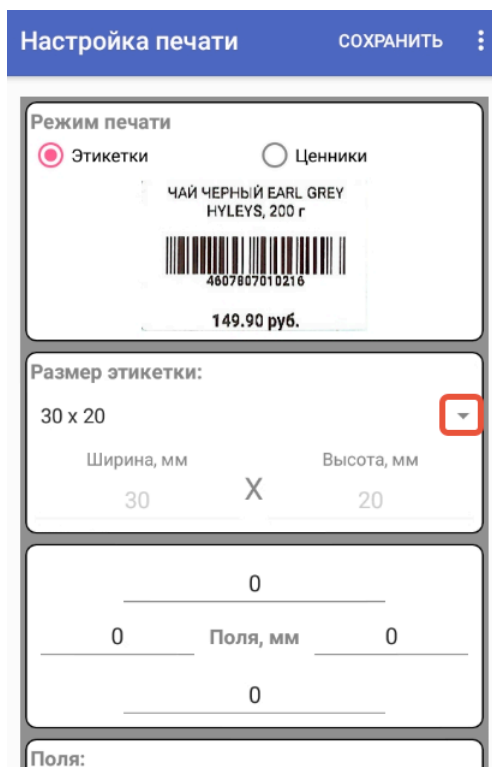 Настройка печати СОХРАНИТЬ
Режим печати
Этикетки Ценники
ЧАЙ ЧЕРНЫЙ EARL GREY
HYLEYS, 200 г
4607807010216
149.90 руб.
Размер этикетки:
30 x 20
Ширина, мм Высота, мм
30 X 20
0
0 Поля, мм 0
0
Поля: